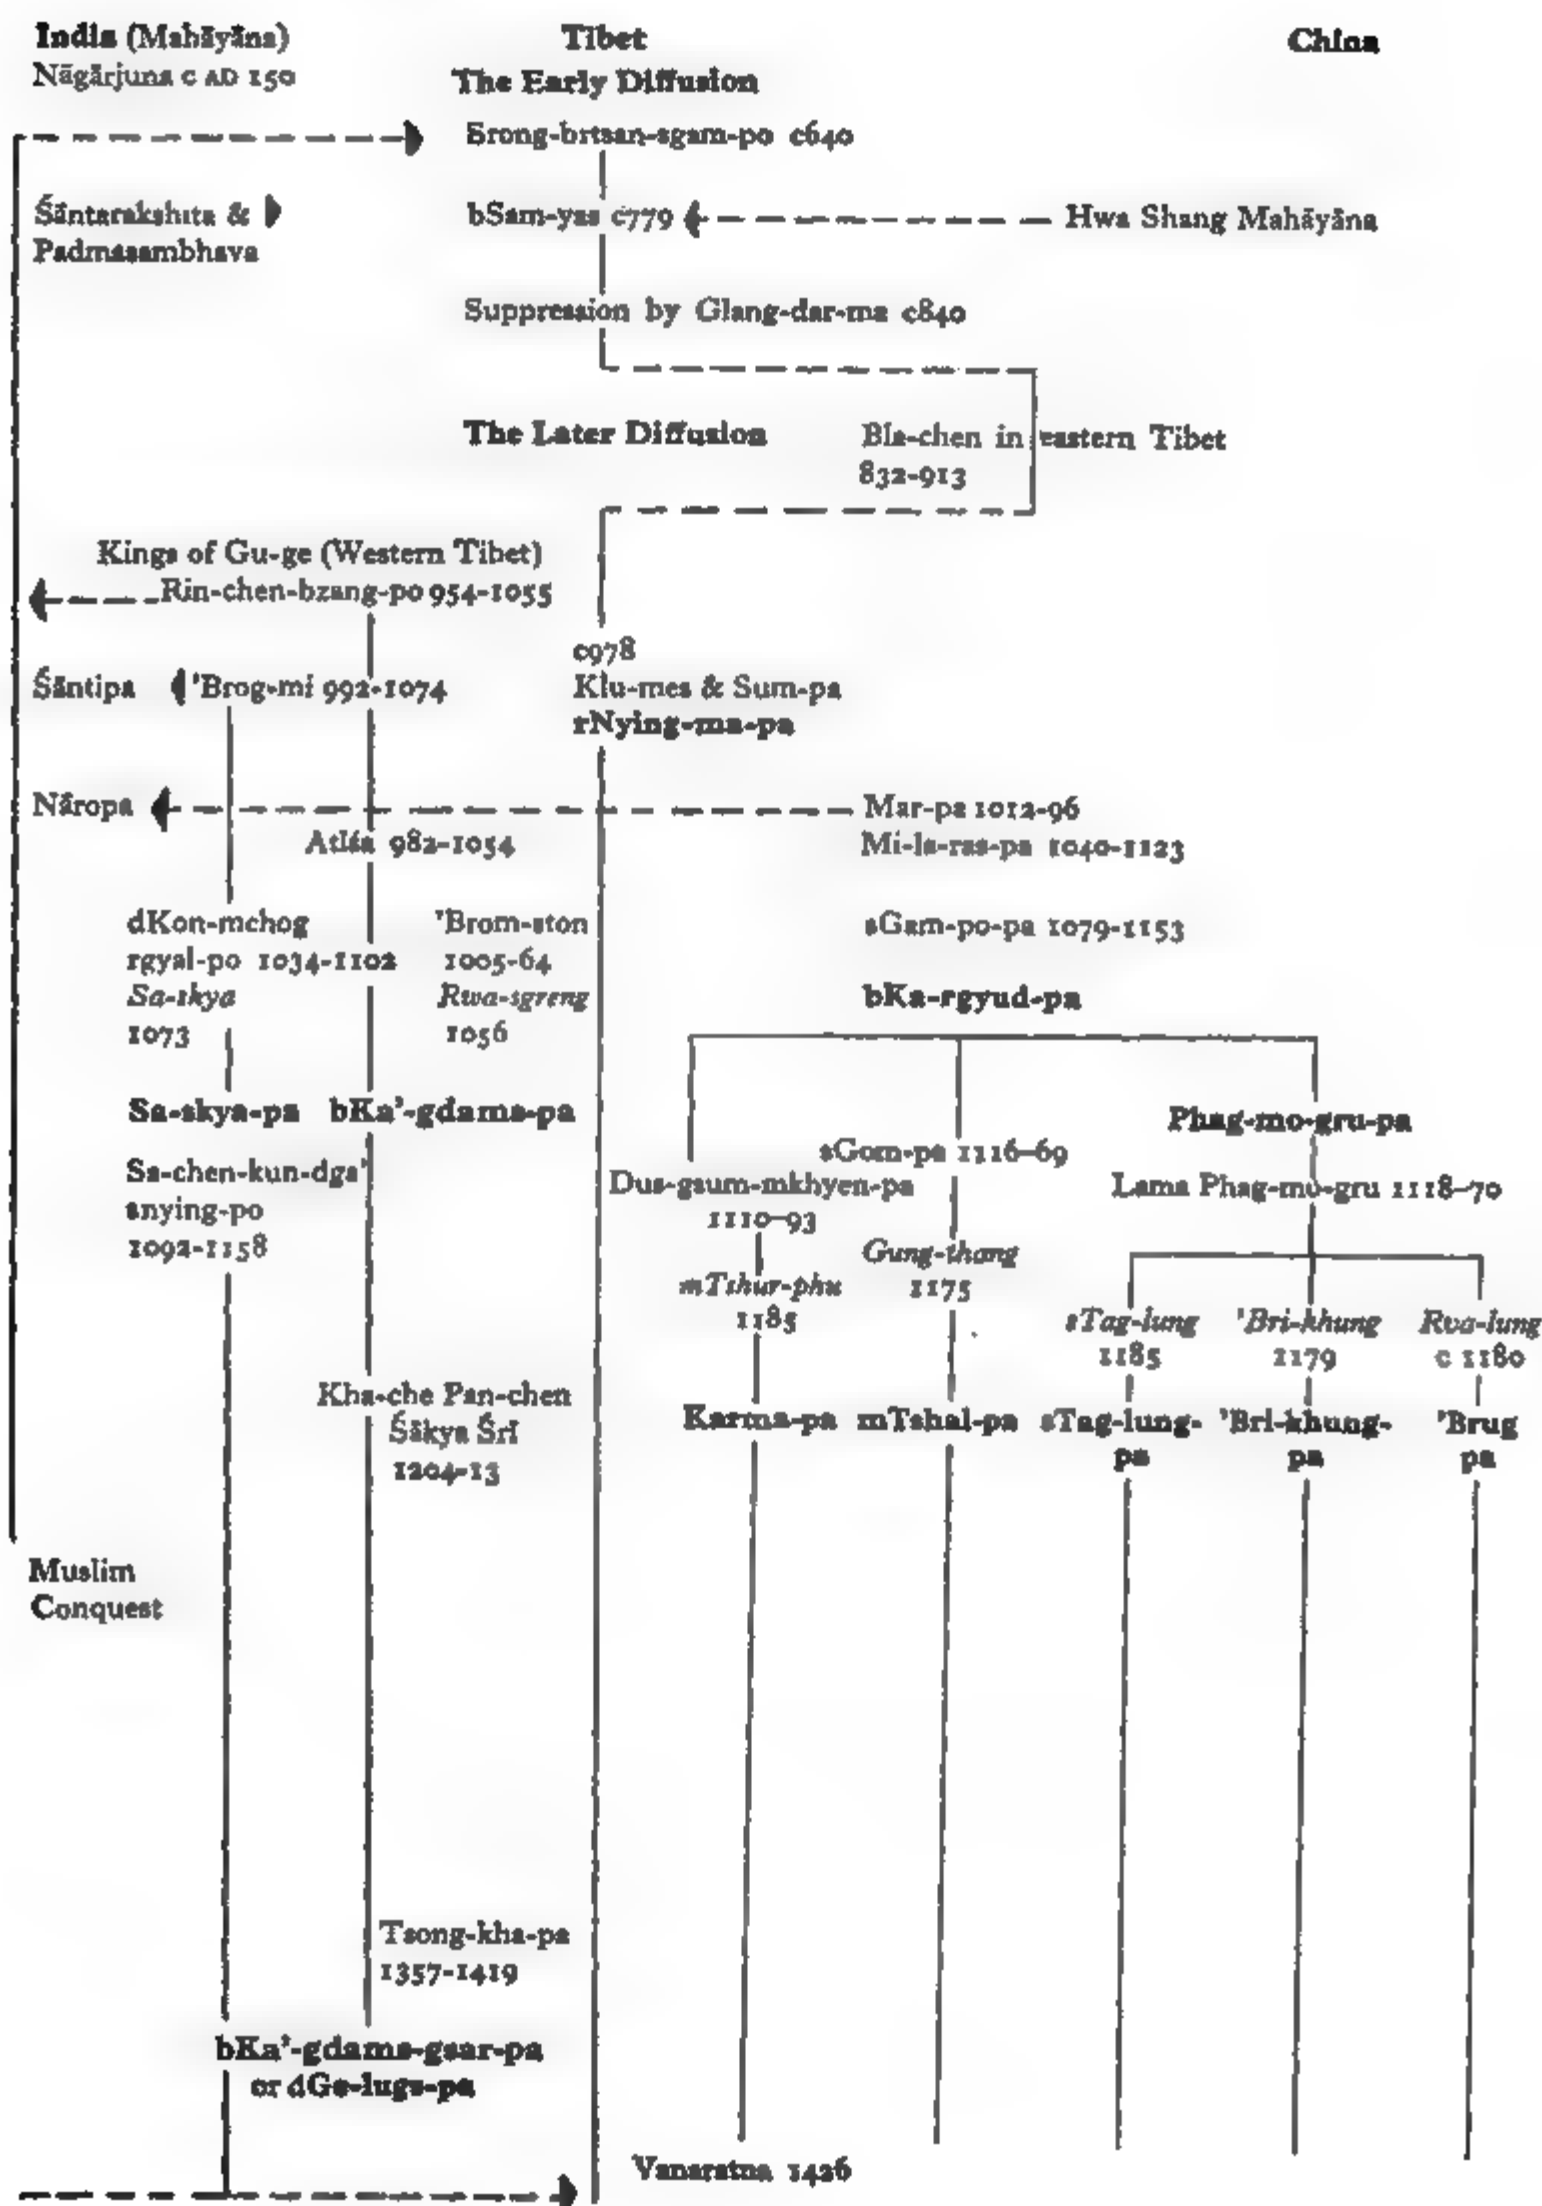 India (Mahāyāna)
Tibet
China
Nāgārjuna c AD 150
The Early Diffusion
Srong-brtsan-sgam-po c640
Śāntarakshita &
Padmasambhava
bSam-yas c779
Hwa Shang Mahāyāna
Suppression by Glang-dar-ma c840
The Later Diffusion
Bla-chen in eastern Tibet
832-913
Kings of Gu-ge (Western Tibet)
Rin-chen-bzang-po 954-1055
c978
Klu-mes & Sum-pa
rNying-ma-pa
Śāntipa
'Brog-mi 992-1074
Nāropa
Mar-pa 1012-96
Mi-la-ras-pa 1040-1123
Atīśa 982-1054
dKon-mchog
rgyal-po 1034-1102
Sa-skya
1073
'Brom-ston
1005-64
Rwa-sgreng
1056
sGam-po-pa 1079-1153
bKa-rgyud-pa
Sa-skya-pa
bKa'-gdams-pa
Phag-mo-gru-pa
Sa-chen-kun-dga'
snying-po
1092-1158
sGom-pa 1116-69
Dus-gsum-mkhyen-pa
1110-93
Lama Phag-mo-gru 1118-70
mTshur-phu
1185
Gung-thang
1175
sTag-lung
1185
'Bri-khung
1179
Rva-lung
c 1180
Kha-che Pan-chen
Śākya Śrī
1204-13
Karma-pa
mTshal-pa
sTag-lung-
pa
'Bri-khung-
pa
'Brug
pa
Muslim
Conquest
Tsong-kha-pa
1357-1419
bKa'-gdams-gsar-pa
or dGe-lugs-pa
Vanaratna 1426